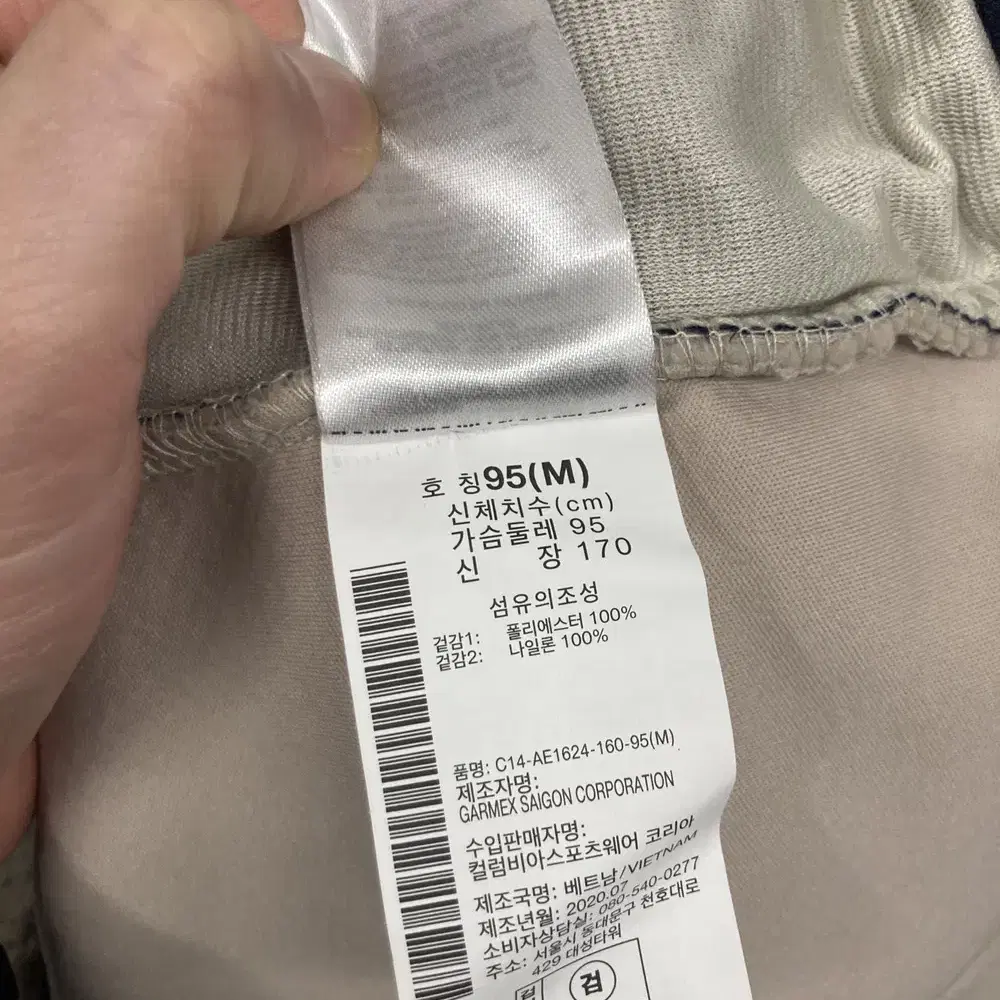 호 칭 95(M)
신체치수(cm)
가슴둘레 95
신 장 170
섬유의조성
겉감1: 폴리에스터 100%
겉감2: 나일론 100%
품명: C14-AE1624-160-95(M)
제조자명:
GARMEX SAIGON CORPORATION
수입판매자명:
컬럼비아스포츠웨어 코리아
제조국명: 베트남/VIETNAM
제조년월: 2020.07
소비자상담실: 080-540-0277
주소: 서울시 동대문구 천호대로
429 대성타워
검
검